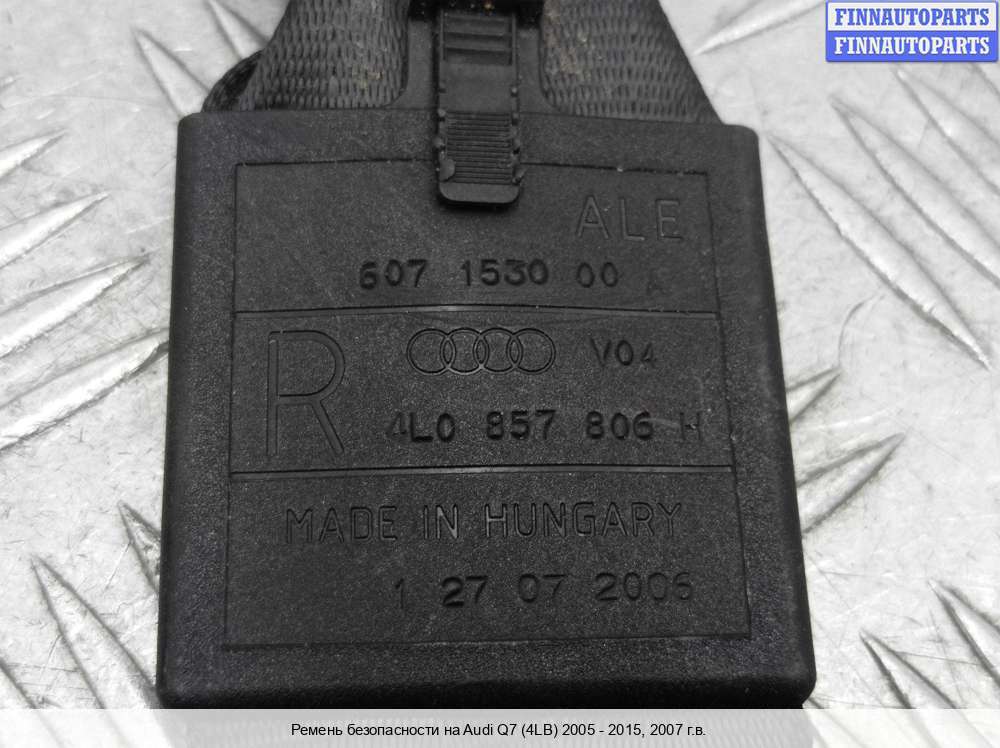 FINNAUTOPARTS
FINNAUTOPARTS
ALE
607 1530 00 A
R V04
4L0 857 806 H
MADE IN HUNGARY
1 27 07 2006
Ремень безопасности на Audi Q7 (4LB) 2005 - 2015, 2007 г.в.